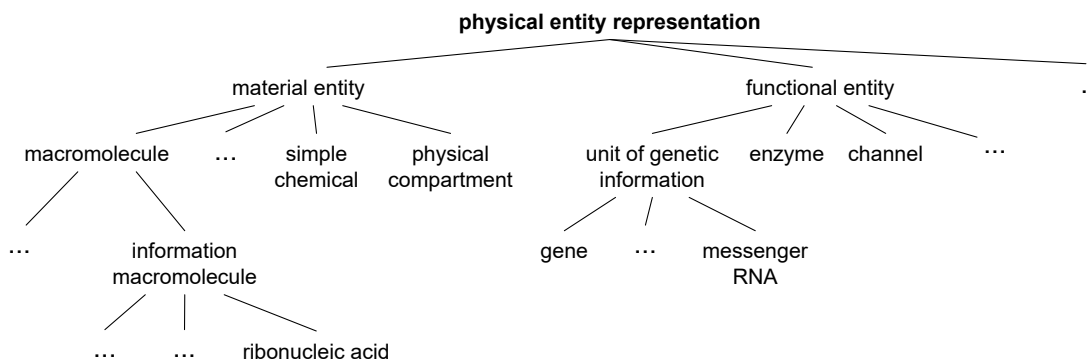 physical entity representation
material entity
functional entity
.
macromolecule
...
simple
chemical
physical
compartment
unit of genetic
information
enzyme
channel
...
...
information
macromolecule
gene
...
messenger
RNA
...
...
ribonucleic acid